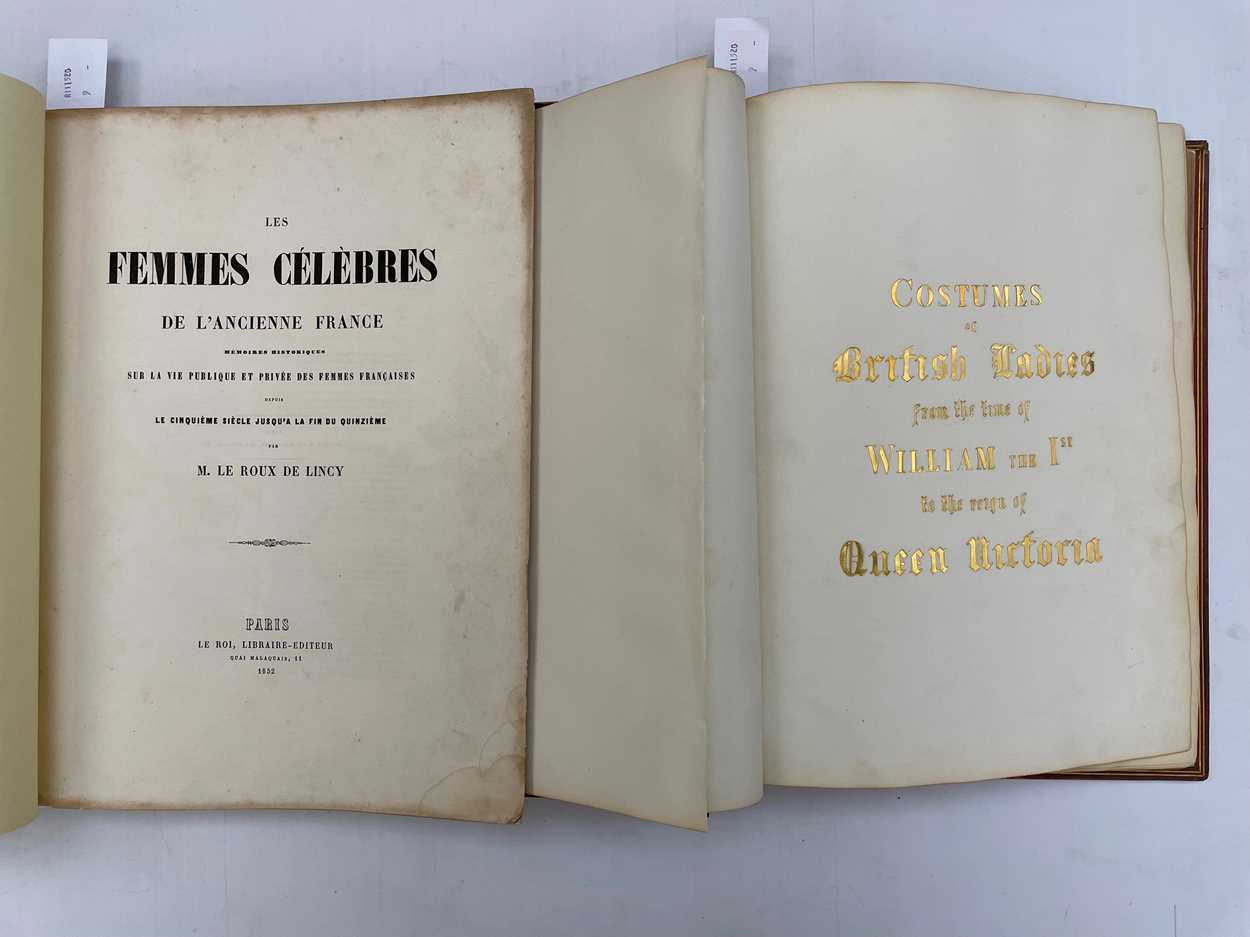 LES
FEMMES CÉLÈBRES
DE L'ANCIENNE FRANCE
MÉMOIRES HISTORIQUES
SUR LA VIE PUBLIQUE ET PRIVÉE DES FEMMES FRANÇAISES
DEPUIS
LE CINQUIÈME SIÈCLE JUSQU'A LA FIN DU QUINZIÈME
PAR
M. LE ROUX DE LINCY
PARIS
LE ROI, LIBRAIRE-EDITEUR
QUAI MALAQUAIS, 11
1852
COSTUMES
of
British Ladies
from the time of
WILLIAM THE IST
to the reign of
Queen Victoria